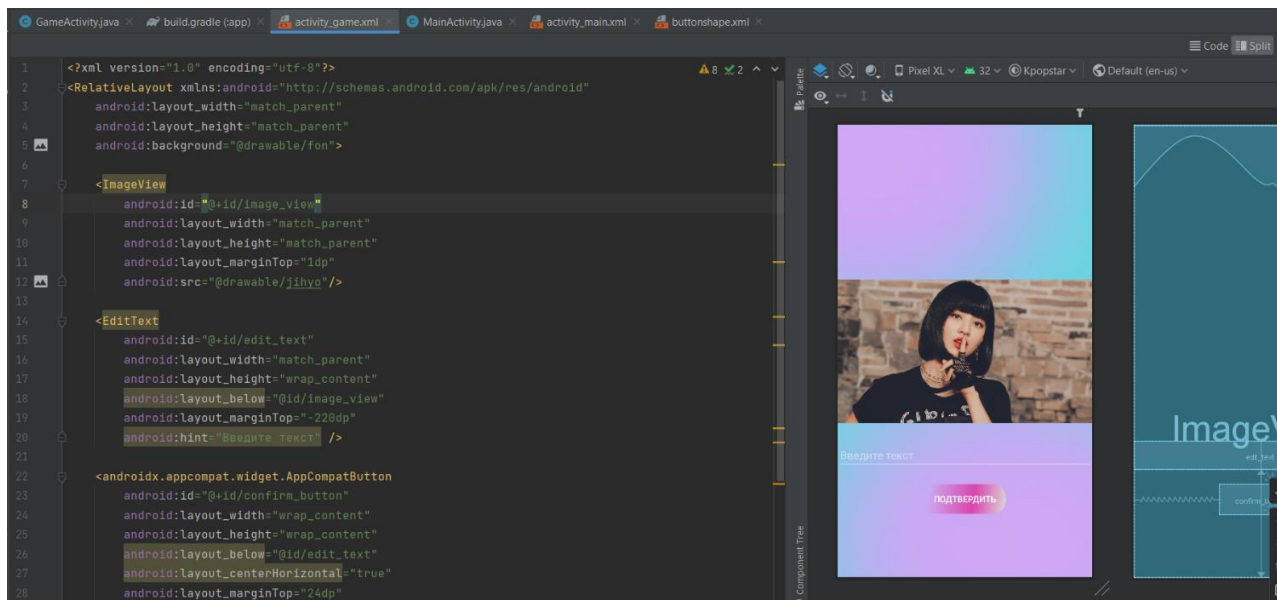 GameActivity.java × build.gradle (:app) × activity_game.xml × MainActivity.java × activity_main.xml × buttonshape.xml ×
Code Split
1 <?xml version="1.0" encoding="utf-8"?>
2 <RelativeLayout xmlns:android="http://schemas.android.com/apk/res/android"
3 android:layout_width="match_parent"
4 android:layout_height="match_parent"
5 android:background="@drawable/fon">
6
7 <ImageView
8 android:id="@+id/image_view"
9 android:layout_width="match_parent"
10 android:layout_height="match_parent"
11 android:layout_marginTop="1dp"
12 android:src="@drawable/jihyo"/>
13
14 <EditText
15 android:id="@+id/edit_text"
16 android:layout_width="match_parent"
17 android:layout_height="wrap_content"
18 android:layout_below="@id/image_view"
19 android:layout_marginTop="-220dp"
20 android:hint="Введите текст" />
21
22 <androidx.appcompat.widget.AppCompatButton
23 android:id="@+id/confirm_button"
24 android:layout_width="wrap_content"
25 android:layout_height="wrap_content"
26 android:layout_below="@id/edit_text"
27 android:layout_centerHorizontal="true"
28 android:layout_marginTop="24dp"
8 2
Palette
Component Tree
Pixel XL 32 Kpopstar Default (en-us)
Введите текст
ПОДТВЕРДИТЬ
ImageV
edit_text
confirm_b